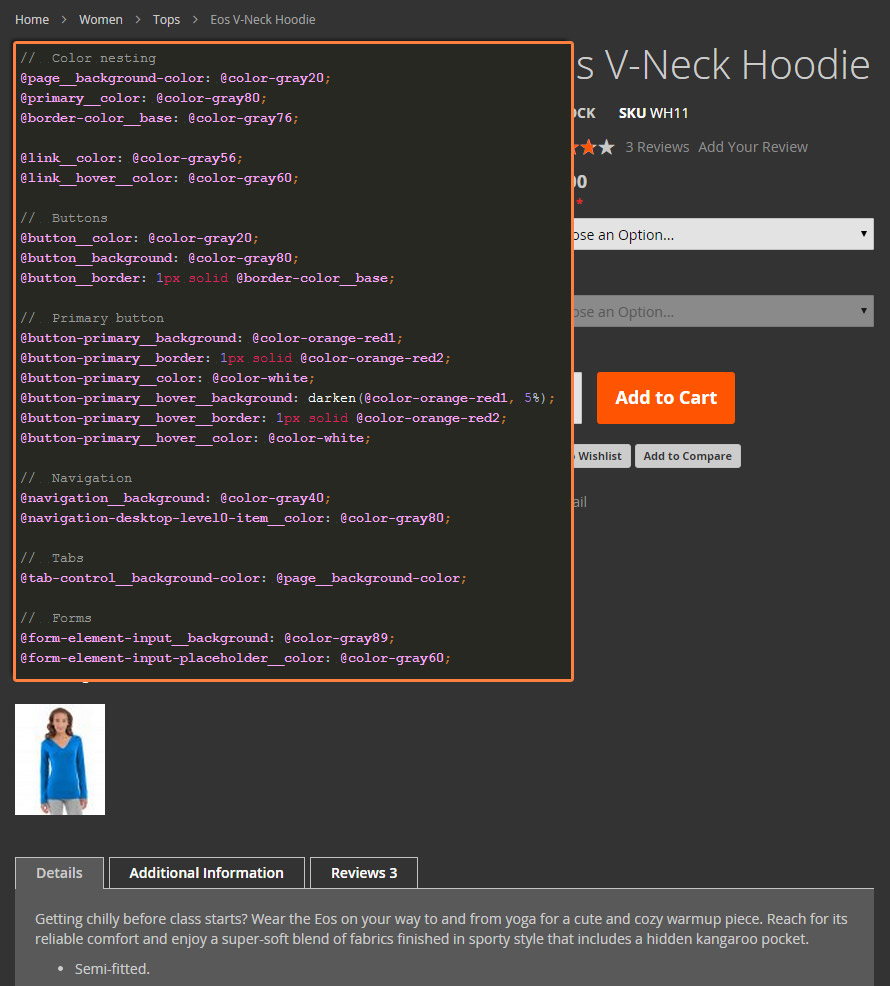 Home > Women > Tops > Eos V-Neck Hoodie
s V-Neck Hoodie
CK
SKU WH11
3 Reviews Add Your Review
00
*
se an Option...
se an Option...
Add to Cart
Wishlist
Add to Compare
ail
// Color nesting
@page__background-color: @color-gray20;
@primary__color: @color-gray80;
@border-color__base: @color-gray76;
@link__color: @color-gray56;
@link__hover__color: @color-gray60;
// Buttons
@button__color: @color-gray20;
@button__background: @color-gray80;
@button__border: 1px solid @border-color__base;
// Primary button
@button-primary__background: @color-orange-red1;
@button-primary__border: 1px solid @color-orange-red2;
@button-primary__color: @color-white;
@button-primary__hover__background: darken(@color-orange-red1, 5%);
@button-primary__hover__border: 1px solid @color-orange-red2;
@button-primary__hover__color: @color-white;
// Navigation
@navigation__background: @color-gray40;
@navigation-desktop-level0-item__color: @color-gray80;
// Tabs
@tab-control__background-color: @page__background-color;
// Forms
@form-element-input__background: @color-gray89;
@form-element-input-placeholder__color: @color-gray60;
Details
Additional Information
Reviews 3
Getting chilly before class starts? Wear the Eos on your way to and from yoga for a cute and cozy warmup piece. Reach for its
reliable comfort and enjoy a super-soft blend of fabrics finished in sporty style that includes a hidden kangaroo pocket.
• Semi-fitted.